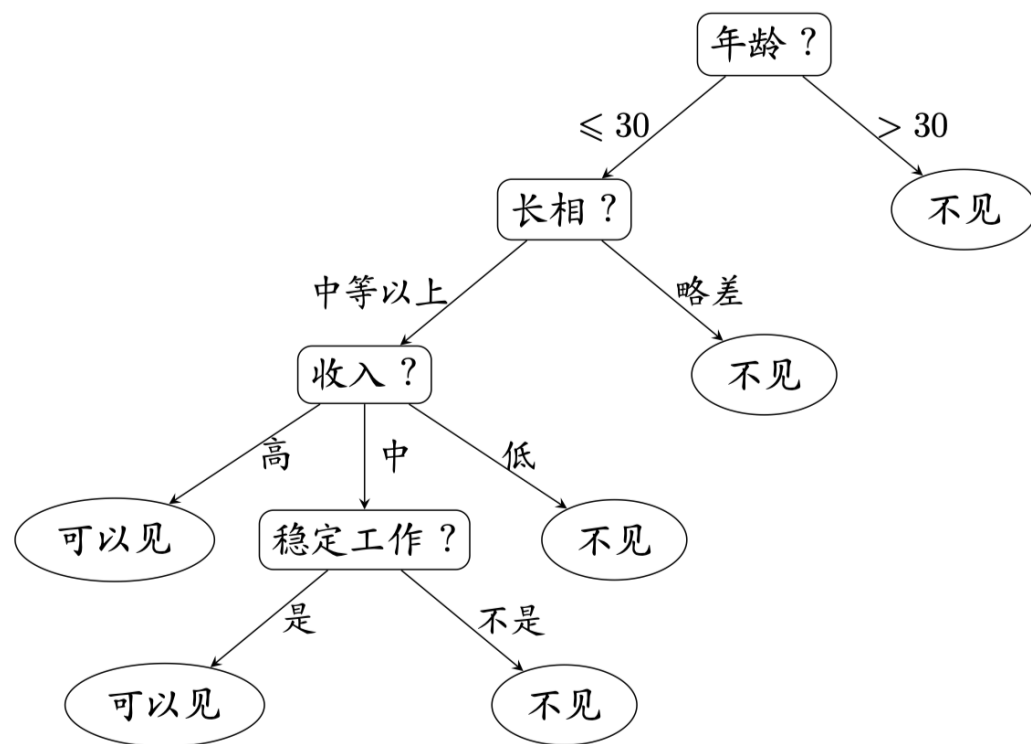 年龄？
⩽ 30
> 30
长相？
不见
中等以上
略差
收入？
不见
高
中
低
可以见
稳定工作？
不见
是
不是
可以见
不见